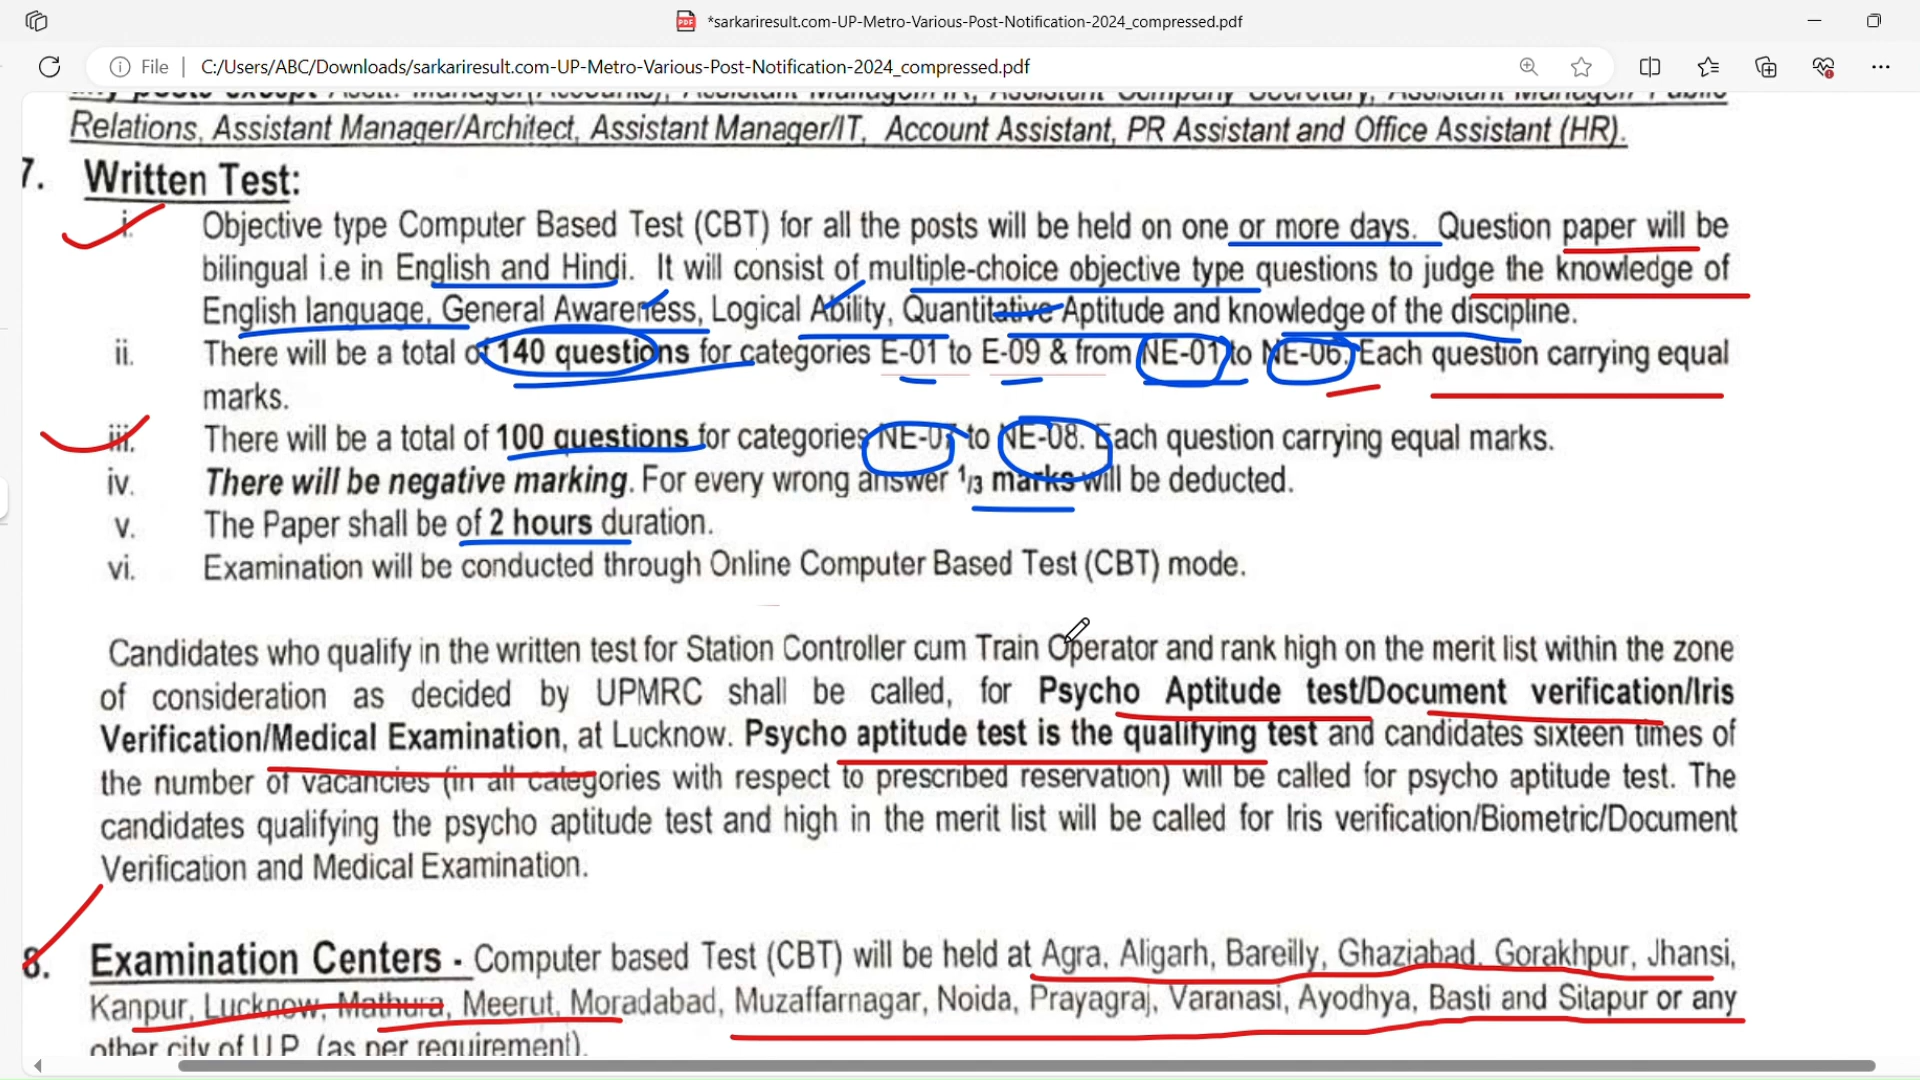 *sarkariresult.com-UP-Metro-Various-Post-Notification-2024_compressed.pdf
File | C:/Users/ABC/Downloads/sarkariresult.com-UP-Metro-Various-Post-Notification-2024_compressed.pdf
any posts except Asstt. Manager(Accounts), Assistant Manager/HR, Assistant Company Secretary, Assistant Manager/ Public
Relations, Assistant Manager/Architect, Assistant Manager/IT, Account Assistant, PR Assistant and Office Assistant (HR).
7. Written Test:
i. Objective type Computer Based Test (CBT) for all the posts will be held on one or more days. Question paper will be
bilingual i.e in English and Hindi. It will consist of multiple-choice objective type questions to judge the knowledge of
English language, General Awareness, Logical Ability, Quantitative Aptitude and knowledge of the discipline.
ii. There will be a total of 140 questions for categories E-01 to E-09 & from NE-01 to NE-06. Each question carrying equal
marks.
iii. There will be a total of 100 questions for categories NE-07 to NE-08. Each question carrying equal marks.
iv. There will be negative marking. For every wrong answer 1/3 marks will be deducted.
v. The Paper shall be of 2 hours duration.
vi. Examination will be conducted through Online Computer Based Test (CBT) mode.
Candidates who qualify in the written test for Station Controller cum Train Operator and rank high on the merit list within the zone
of consideration as decided by UPMRC shall be called, for Psycho Aptitude test/Document verification/Iris
Verification/Medical Examination, at Lucknow. Psycho aptitude test is the qualifying test and candidates sixteen times of
the number of vacancies (in all categories with respect to prescribed reservation) will be called for psycho aptitude test. The
candidates qualifying the psycho aptitude test and high in the merit list will be called for Iris verification/Biometric/Document
Verification and Medical Examination.
8. Examination Centers - Computer based Test (CBT) will be held at Agra, Aligarh, Bareilly, Ghaziabad, Gorakhpur, Jhansi,
Kanpur, Lucknow, Mathura, Meerut, Moradabad, Muzaffarnagar, Noida, Prayagraj, Varanasi, Ayodhya, Basti and Sitapur or any
other city of U.P. (as per requirement).